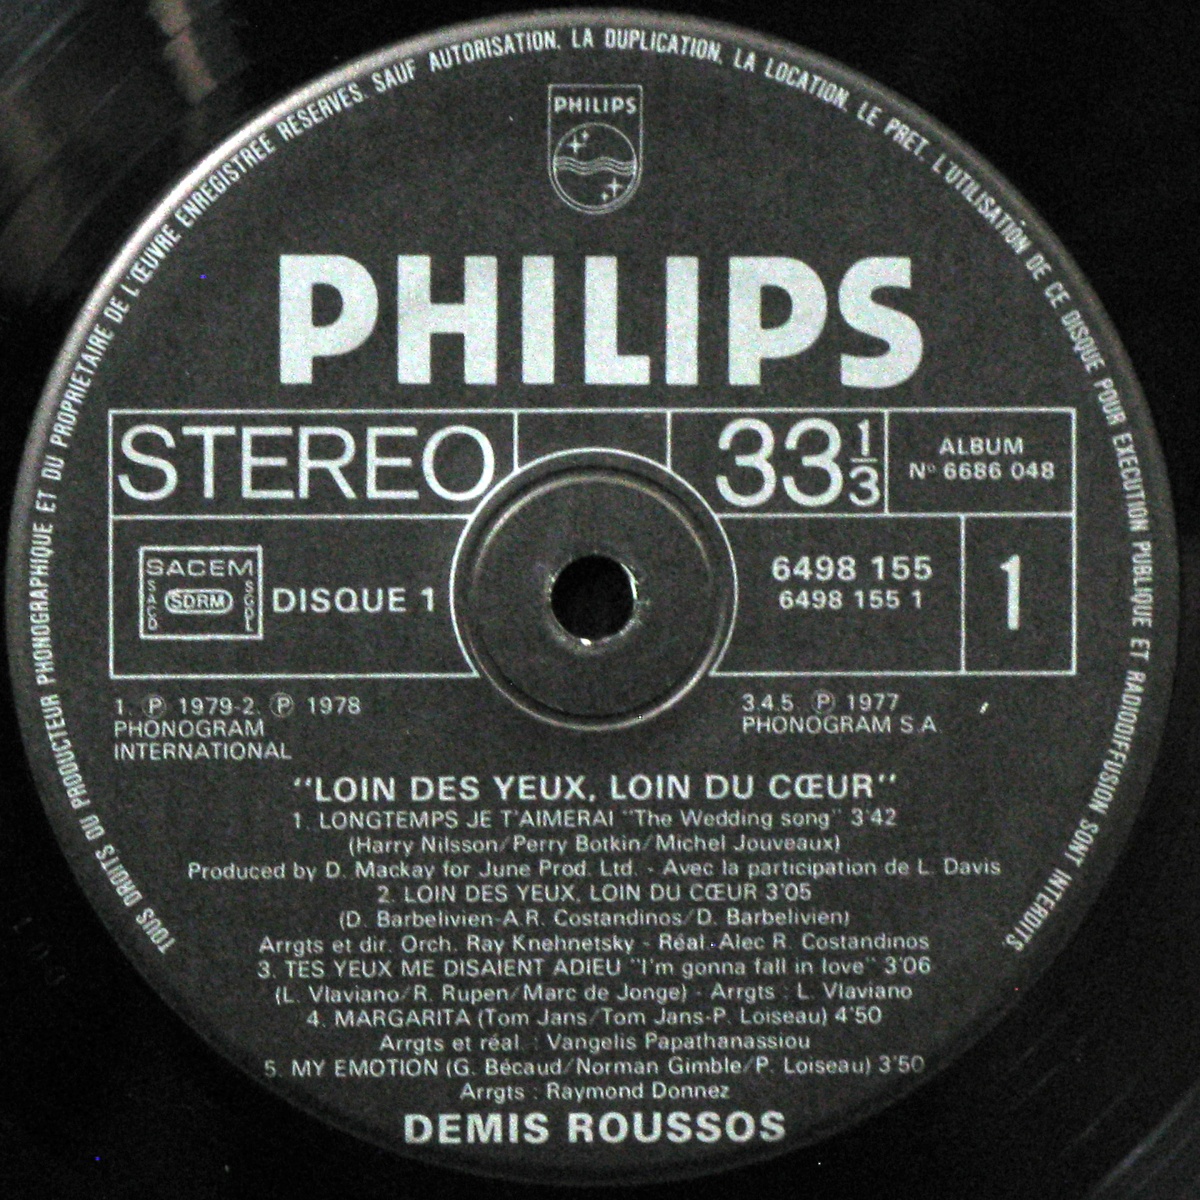 TOUS DROITS DU PRODUCTEUR PHONOGRAPHIQUE ET DU PROPRIETAIRE DE L'ŒUVRE ENREGISTREE RESERVES. SAUF AUTORISATION, LA DUPLICATION, LA LOCATION, LE PRET, L'UTILISATION DE CE DISQUE POUR EXECUTION PUBLIQUE ET RADIODIFFUSION SONT INTERDITS.
PHILIPS
PHILIPS
STEREO
33 1/3
ALBUM
Nº 6686 048
SACEM
SACD
SDRM
SGDL
DISQUE 1
6498 155
6498 155 1
1
1. Ⓟ 1979-2. Ⓟ 1978
PHONOGRAM
INTERNATIONAL
3.4.5 Ⓟ 1977
PHONOGRAM S.A.
"LOIN DES YEUX, LOIN DU CŒUR"
1. LONGTEMPS JE T'AIMERAI "The Wedding song" 3'42
(Harry Nilsson/Perry Botkin/Michel Jouveaux)
Produced by D. Mackay for June Prod. Ltd. - Avec la participation de L. Davis
2. LOIN DES YEUX, LOIN DU CŒUR 3'05
(D. Barbelivien-A.R. Costandinos/D. Barbelivien)
Arrgts et dir. Orch. Ray Knehnetsky - Réal. Alec R. Costandinos
3. TES YEUX ME DISAIENT ADIEU "I'm gonna fall in love" 3'06
(L. Vlaviano/R. Rupen/Marc de Jonge) - Arrgts : L. Vlaviano
4. MARGARITA (Tom Jans/Tom Jans-P. Loiseau) 4'50
Arrgts et réal. : Vangelis Papathanassiou
5. MY EMOTION (G. Bécaud/Norman Gimble/P. Loiseau) 3'50
Arrgts : Raymond Donnez
DEMIS ROUSSOS